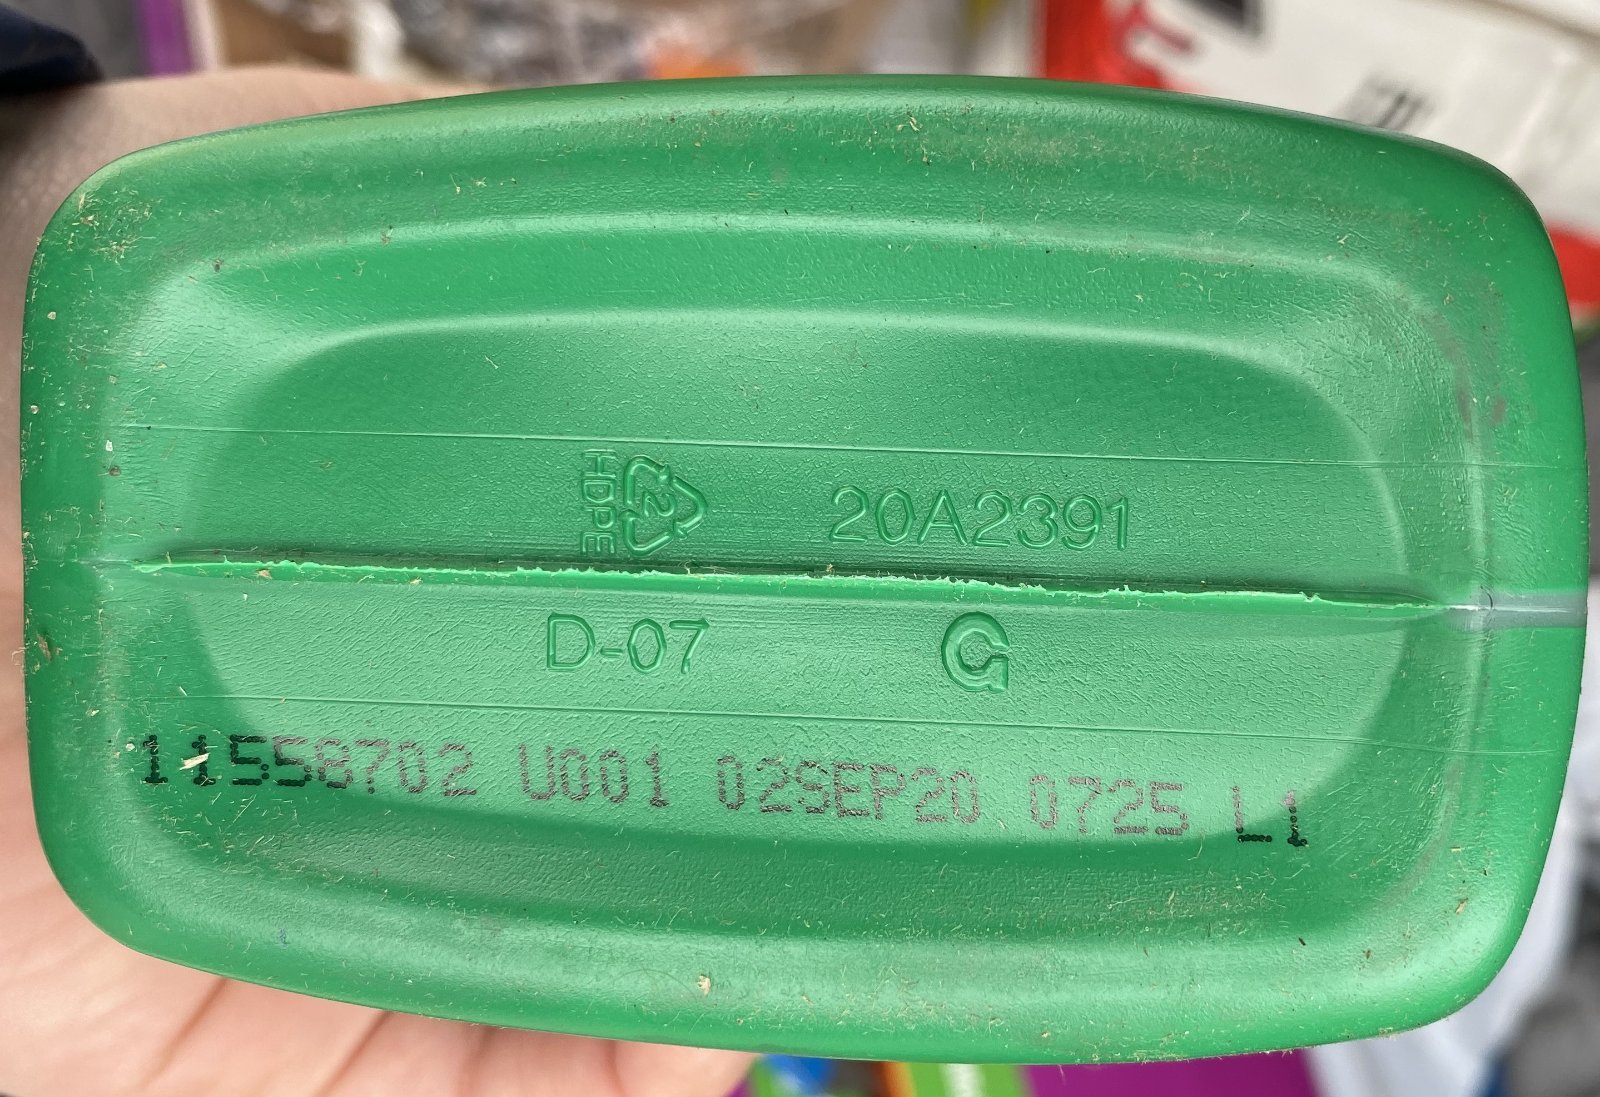 2
HDPE
20A2391
D-07
G
11558702 U001 02SEP20 0725 L1